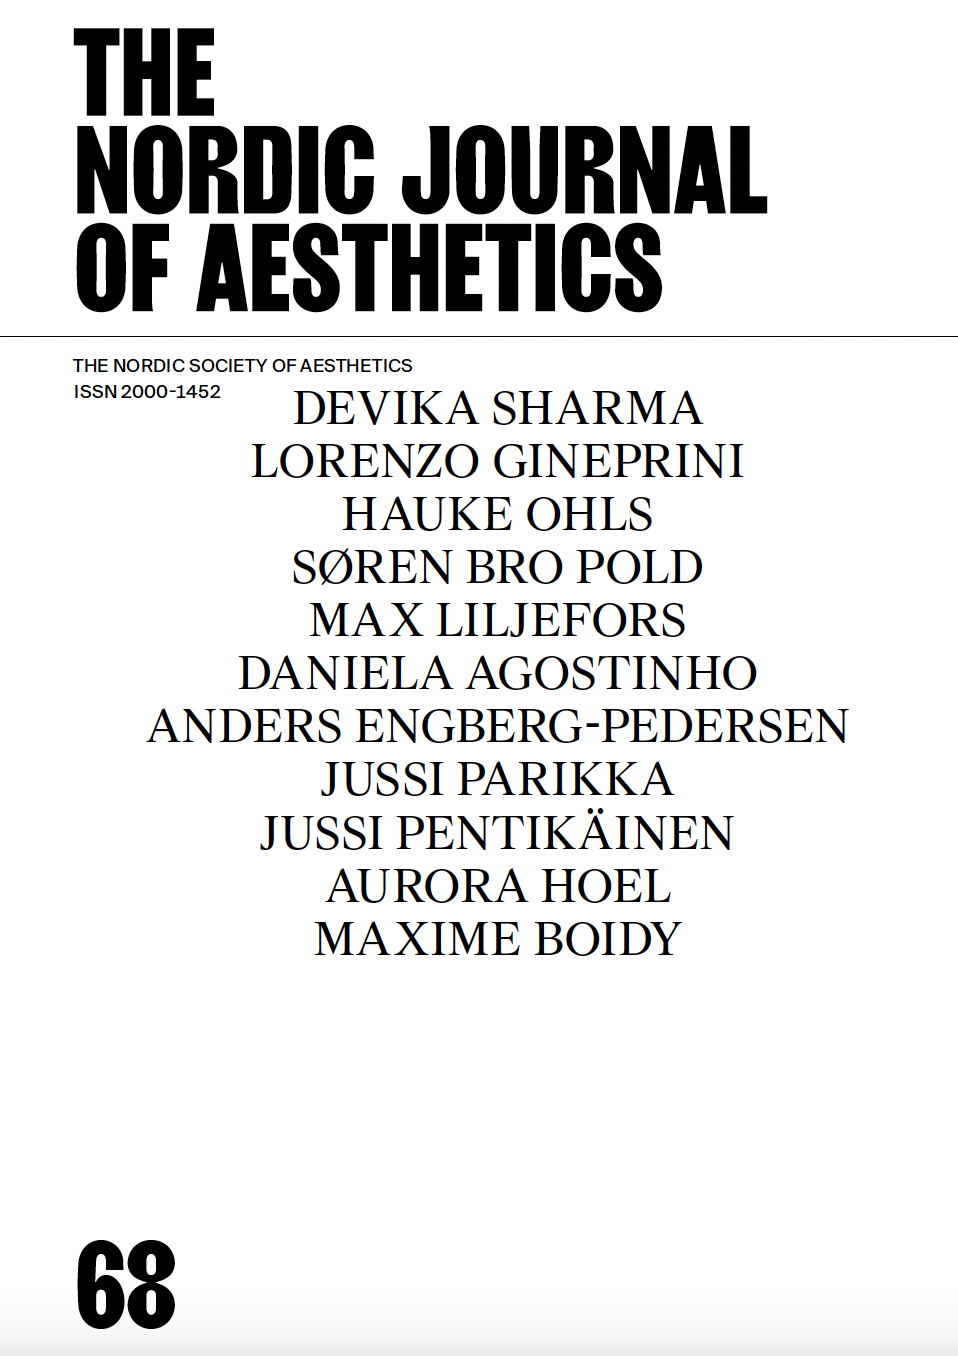 THE
NORDIC JOURNAL
OF AESTHETICS
THE NORDIC SOCIETY OF AESTHETICS
ISSN 2000-1452
DEVIKA SHARMA
LORENZO GINEPRINI
HAUKE OHLS
SØREN BRO POLD
MAX LILJEFORS
DANIELA AGOSTINHO
ANDERS ENGBERG-PEDERSEN
JUSSI PARIKKA
JUSSI PENTIKÄINEN
AURORA HOEL
MAXIME BOIDY
68